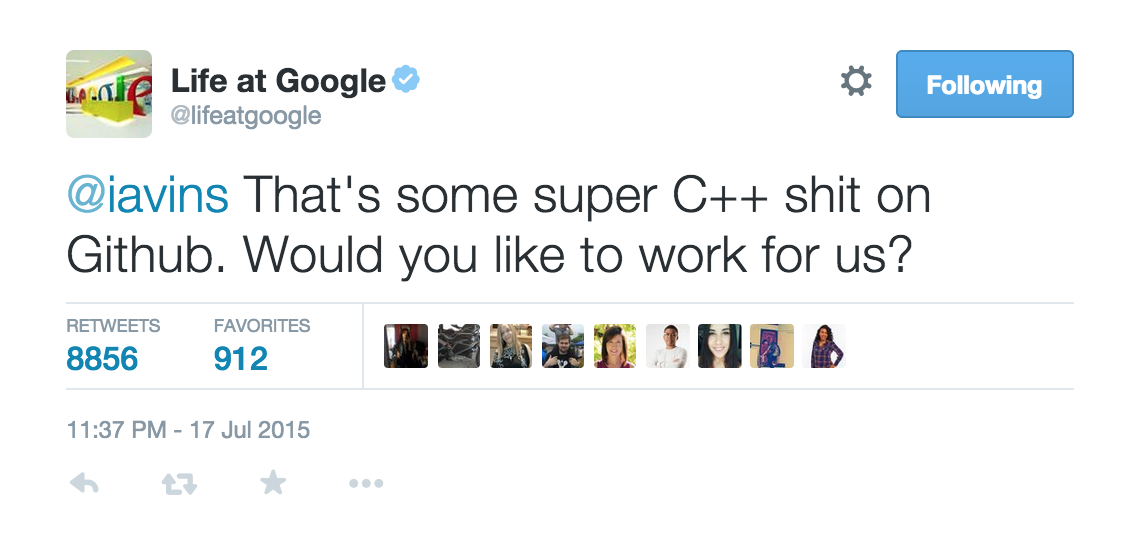 Life at Google
@lifeatgoogle
Following
@iavins That's some super C++ shit on
Github. Would you like to work for us?
RETWEETS
8856
FAVORITES
912
11:37 PM - 17 Jul 2015